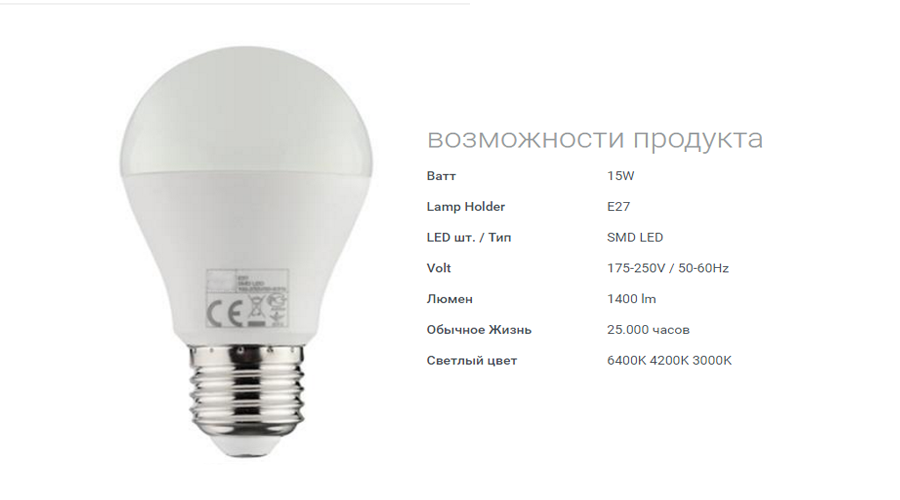 возможности продукта
Ватт 15W
Lamp Holder E27
LED шт. / Тип SMD LED
Volt 175-250V / 50-60Hz
Люмен 1400 lm
Обычное Жизнь 25.000 часов
Светлый цвет 6400K 4200K 3000K
CE